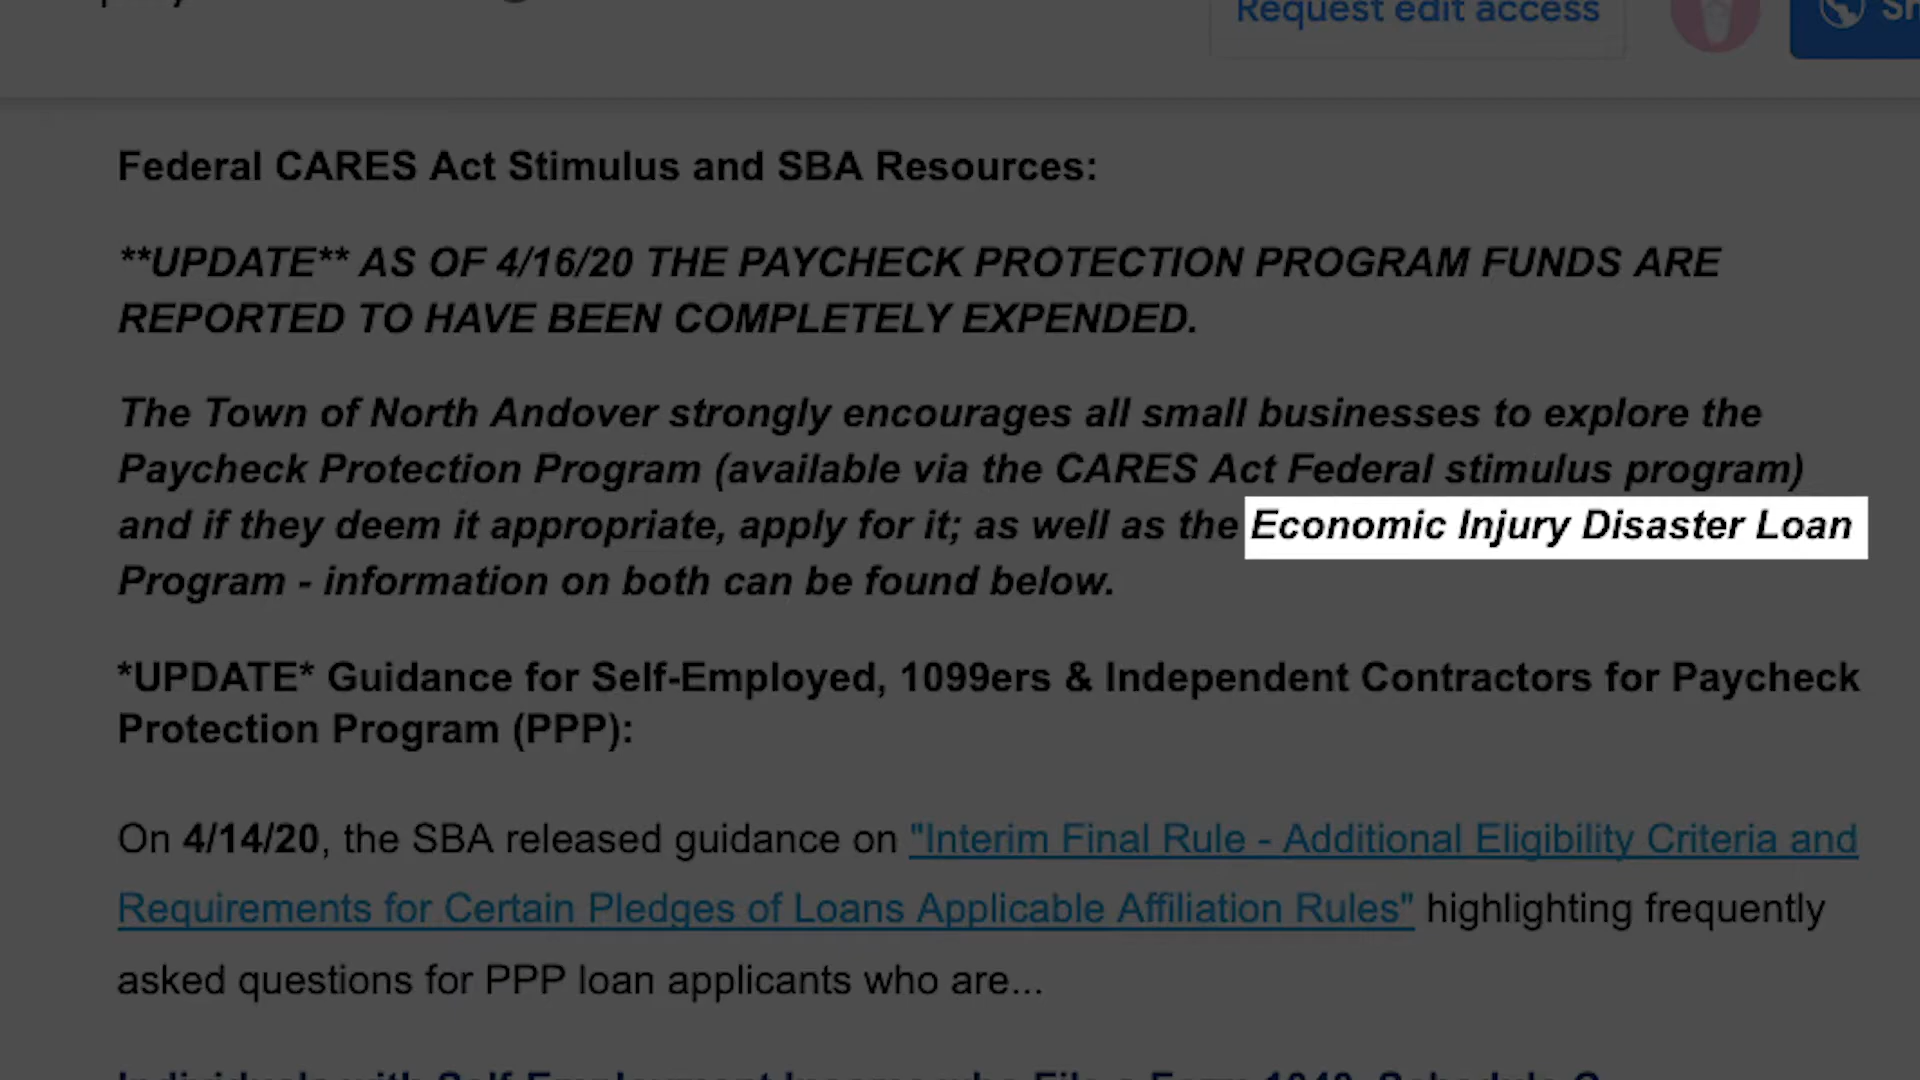 Request edit access
Federal CARES Act Stimulus and SBA Resources:
**UPDATE** AS OF 4/16/20 THE PAYCHECK PROTECTION PROGRAM FUNDS ARE
REPORTED TO HAVE BEEN COMPLETELY EXPENDED.
The Town of North Andover strongly encourages all small businesses to explore the
Paycheck Protection Program (available via the CARES Act Federal stimulus program)
and if they deem it appropriate, apply for it; as well as the Economic Injury Disaster Loan
Program - information on both can be found below.
*UPDATE* Guidance for Self-Employed, 1099ers & Independent Contractors for Paycheck
Protection Program (PPP):
On 4/14/20, the SBA released guidance on "Interim Final Rule - Additional Eligibility Criteria and
Requirements for Certain Pledges of Loans Applicable Affiliation Rules" highlighting frequently
asked questions for PPP loan applicants who are...